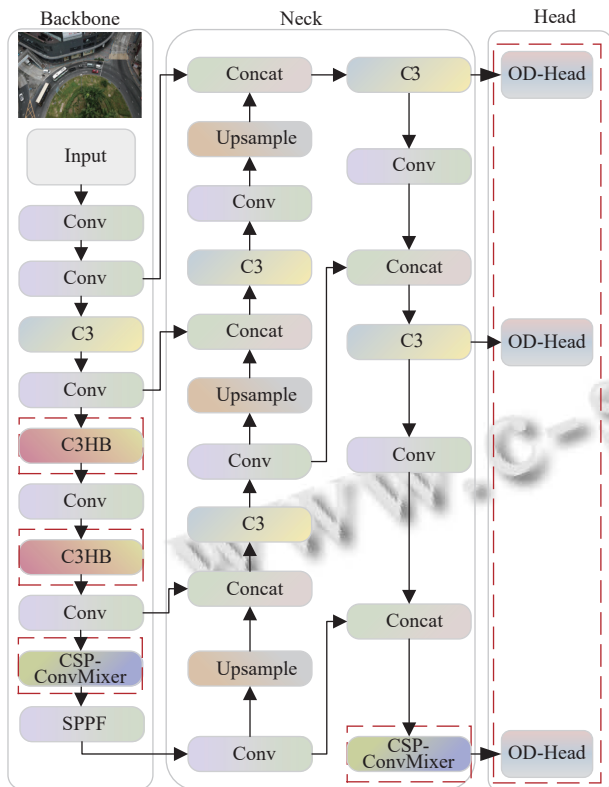 Backbone
Neck
Head
Input
Conv
Conv
C3
Conv
C3HB
Conv
C3HB
Conv
CSP-
ConvMixer
SPPF
Concat
Upsample
Conv
C3
Concat
Upsample
Conv
C3
Concat
Upsample
Conv
C3
Conv
Concat
C3
Conv
Concat
CSP-
ConvMixer
OD-Head
OD-Head
OD-Head
www.c-s